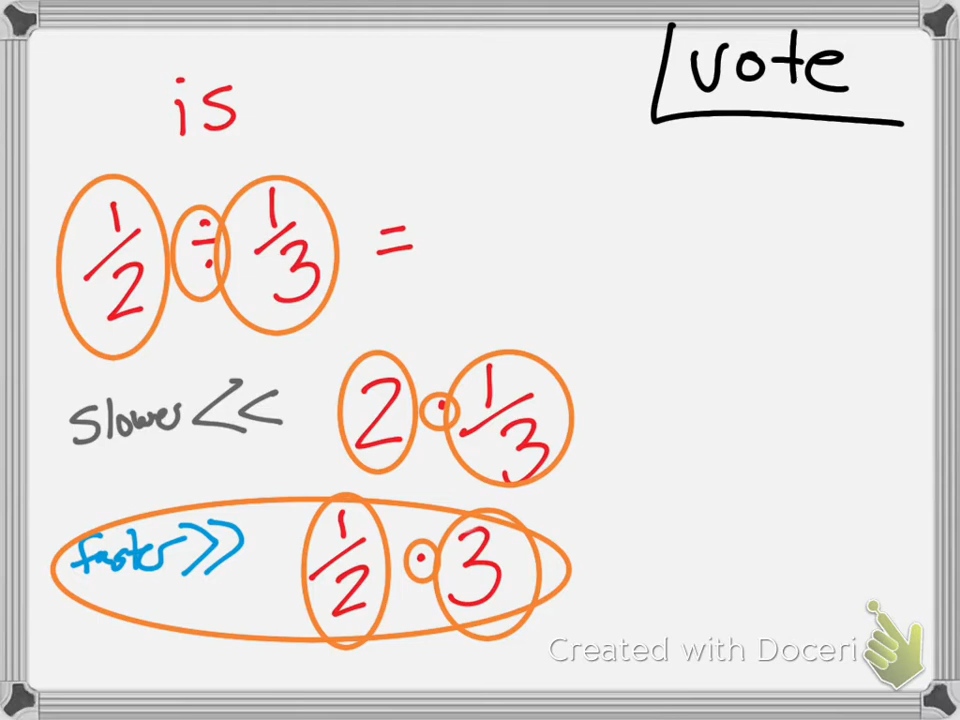 vote
is
1/2 ÷ 1/3 =
slower << 2 · 1/3
faster >> 1/2 · 3
Created with Doceri